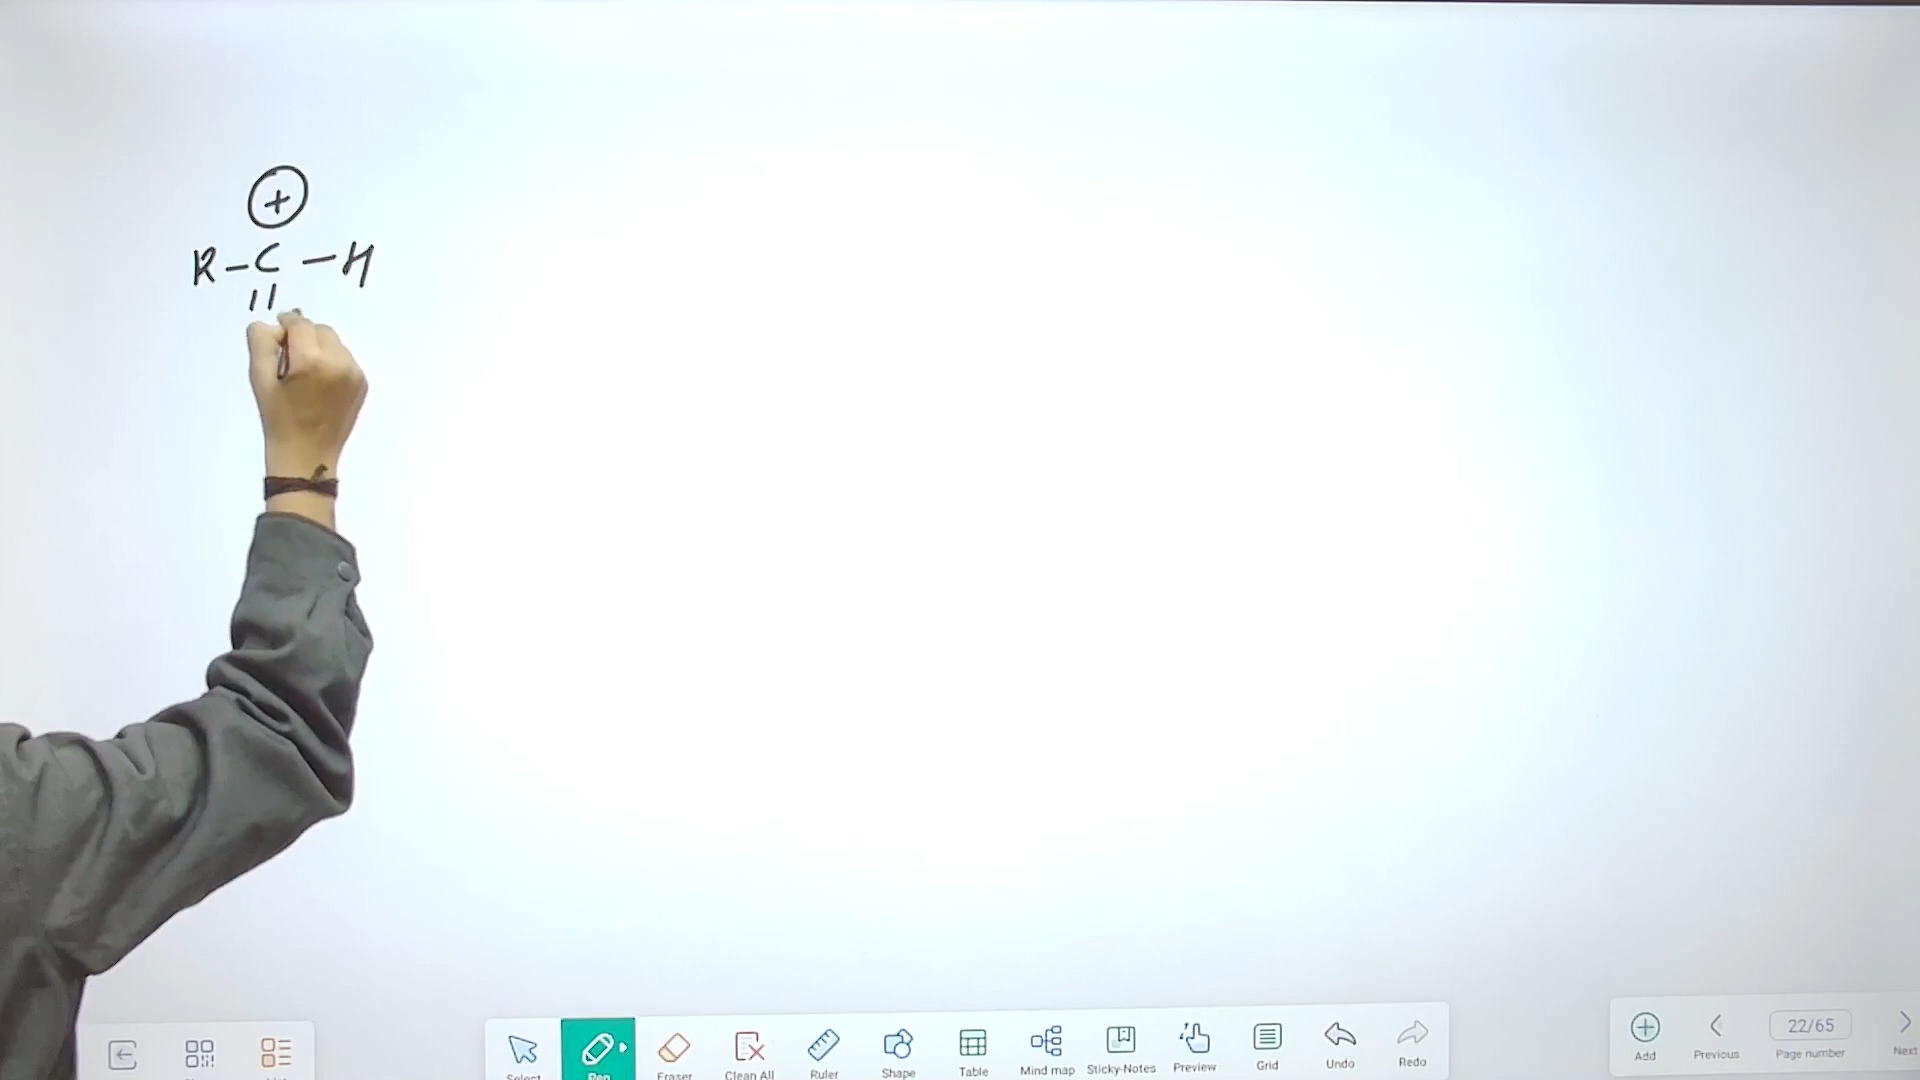 +
R-C-H
||
22/65
Add
Previous
Page number
Next
Select
Pen
Eraser
Clean All
Ruler
Shape
Table
Mind map
Sticky-Notes
Preview
Grid
Undo
Redo